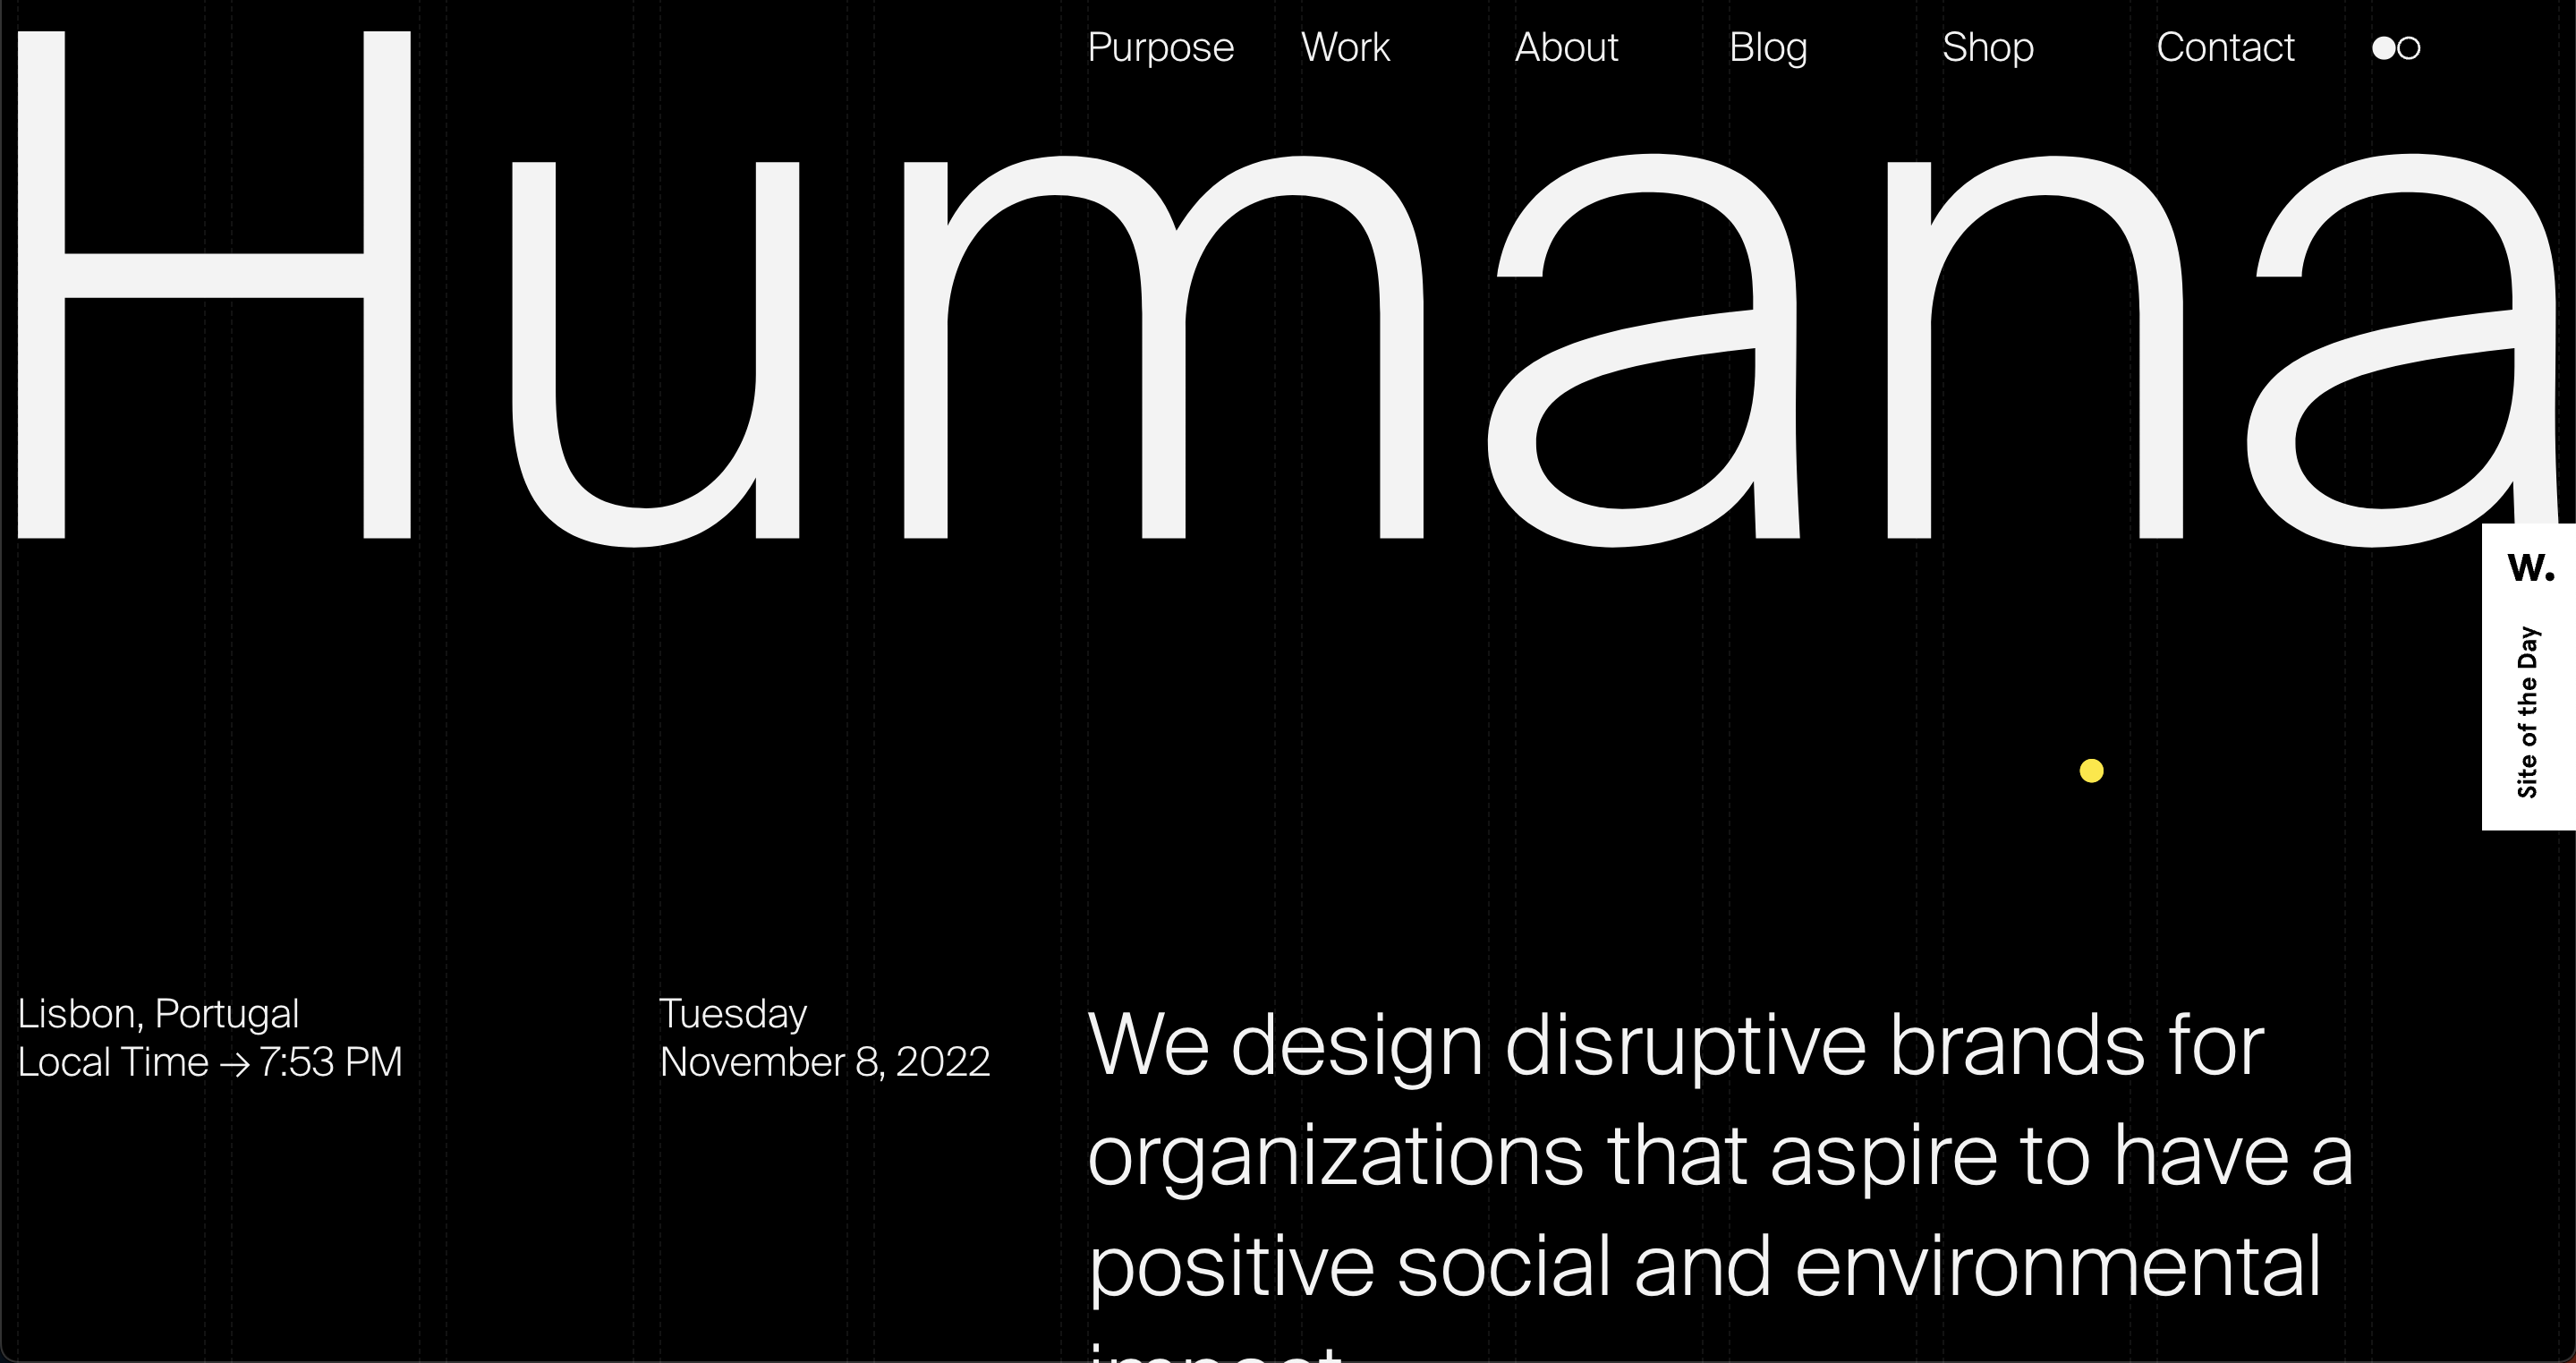 Purpose Work About Blog Shop Contact
Humana
W.
Site of the Day
Lisbon, Portugal
Local Time → 7:53 PM
Tuesday
November 8, 2022
We design disruptive brands for
organizations that aspire to have a
positive social and environmental
impact